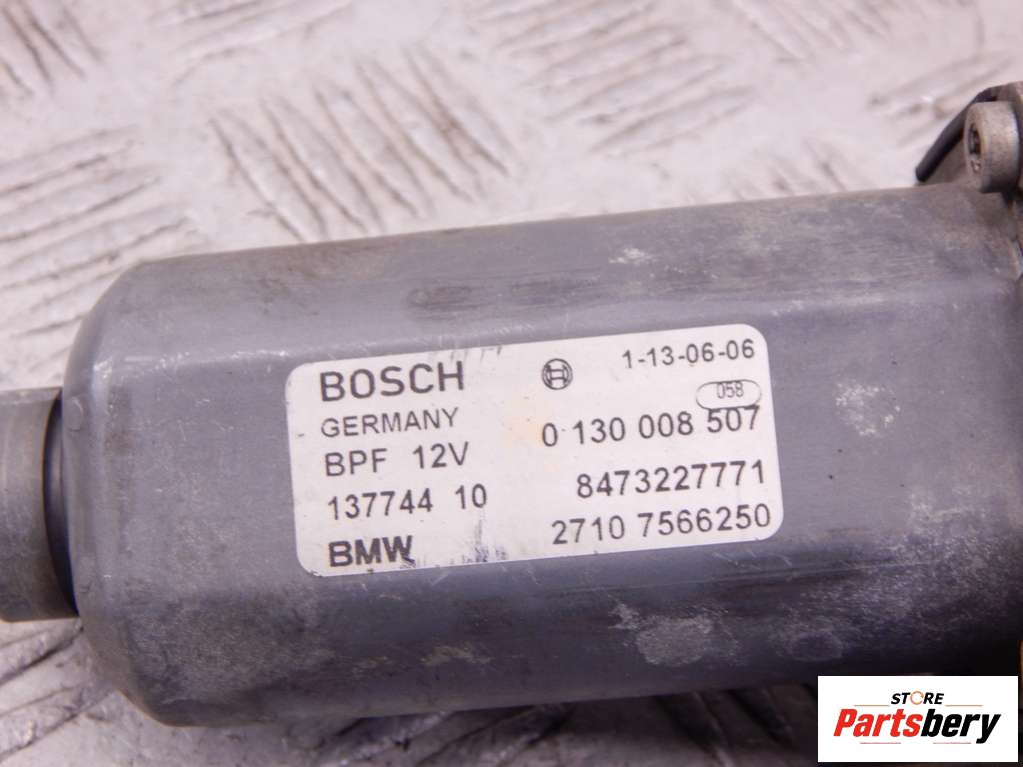 BOSCH 1-13-06-06
GERMANY 058
BPF 12V 0 130 008 507
137744 10 8473227771
BMW 2710 7566250
STORE
Partsbery